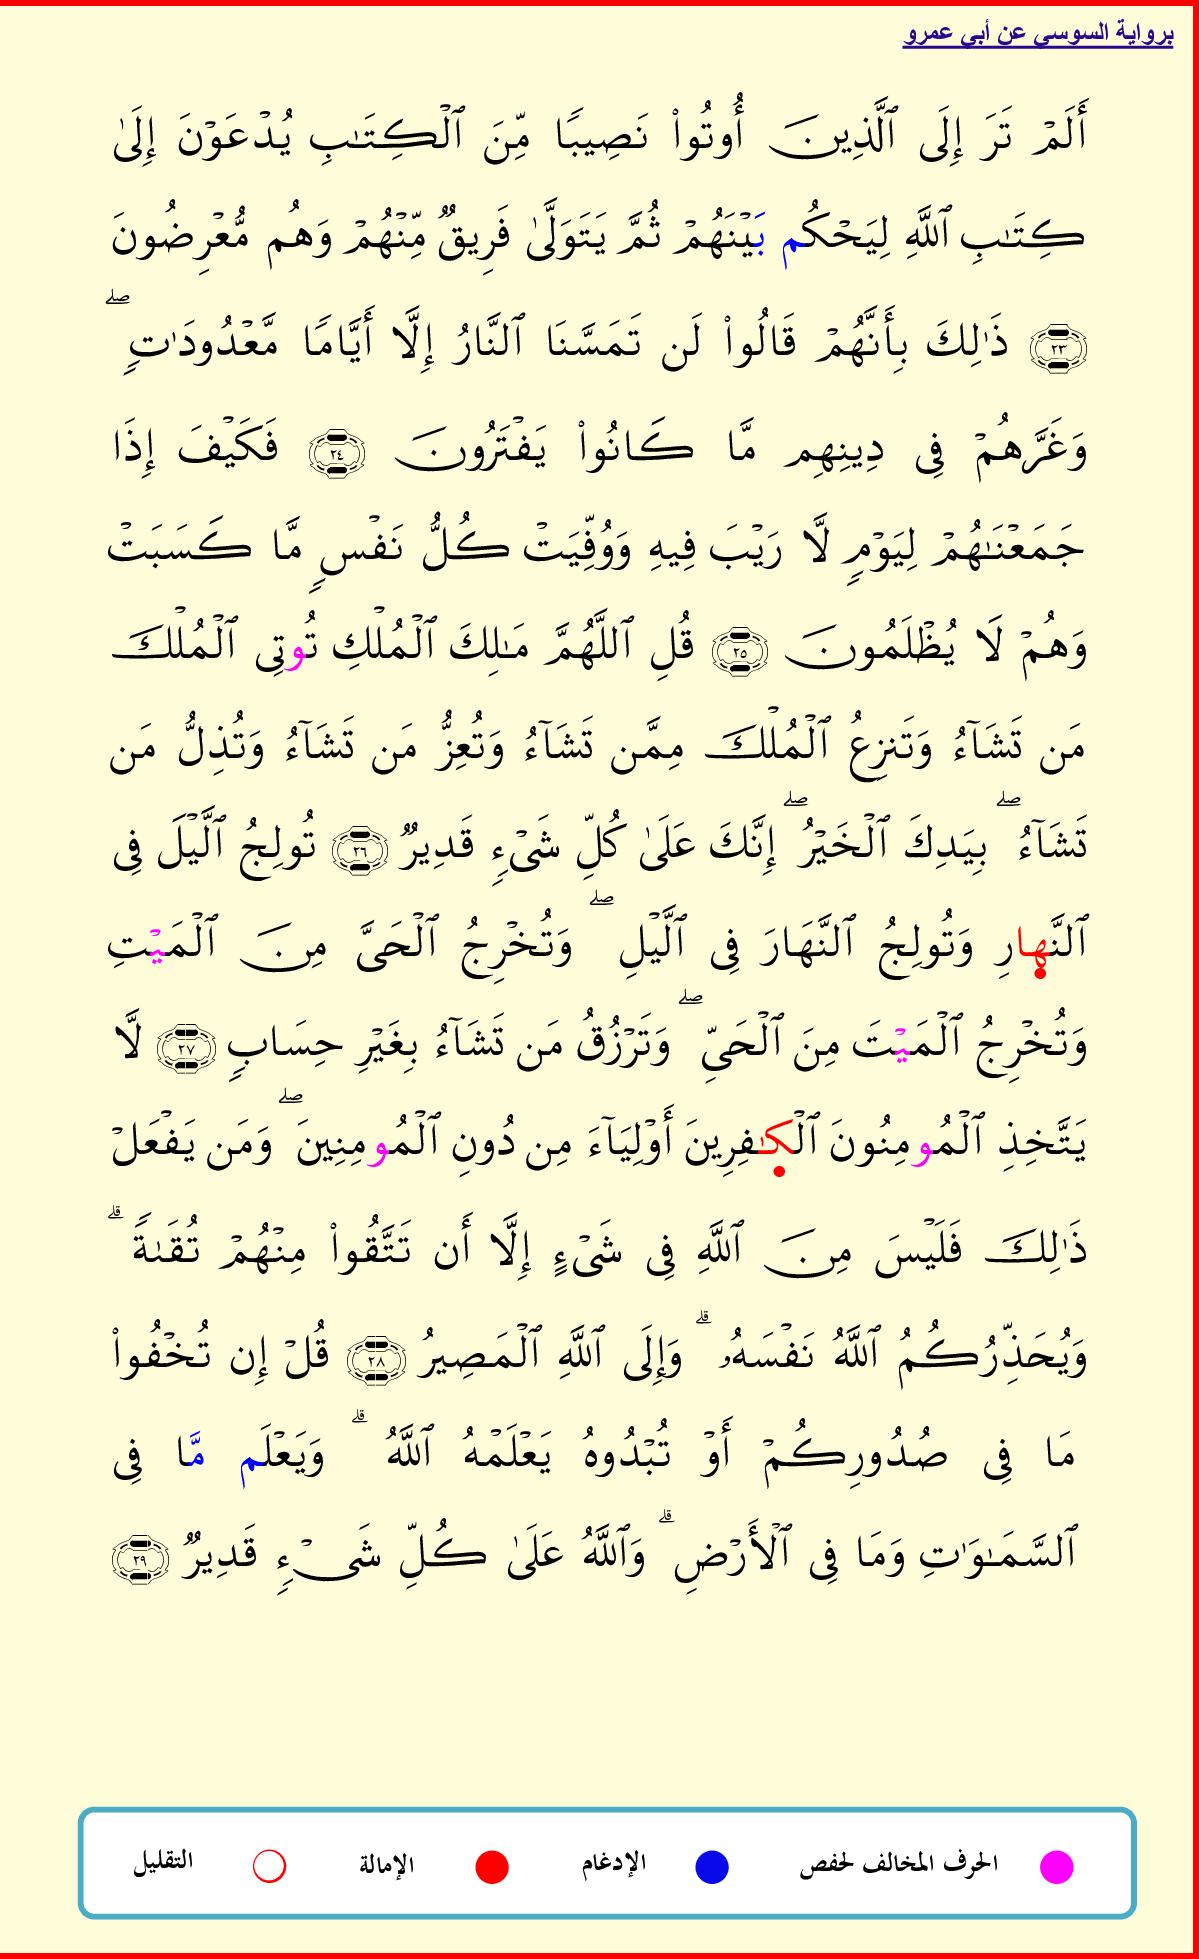 برواية السوسي عن أبي عمرو
أَلَمۡ تَرَ إِلَى ٱلَّذِينَ أُوتُواْ نَصِيبٗا مِّنَ ٱلۡكِتَٰبِ يُدۡعَوۡنَ إِلَىٰ
كِتَٰبِ ٱللَّهِ لِيَحۡكُم بَيۡنَهُمۡ ثُمَّ يَتَوَلَّىٰ فَرِيقٞ مِّنۡهُمۡ وَهُم مُّعۡرِضُونَ
٢٣ ذَٰلِكَ بِأَنَّهُمۡ قَالُواْ لَن تَمَسَّنَا ٱلنَّارُ إِلَّآ أَيَّامٗا مَّعۡدُودَٰتٖۖ
وَغَرَّهُمۡ فِي دِينِهِم مَّا كَانُواْ يَفۡتَرُونَ ٢٤ فَكَيۡفَ إِذَا
جَمَعۡنَٰهُمۡ لِيَوۡمٖ لَّا رَيۡبَ فِيهِ وَوُفِّيَتۡ كُلُّ نَفۡسٖ مَّا كَسَبَتۡ
وَهُمۡ لَا يُظۡلَمُونَ ٢٥ قُلِ ٱللَّهُمَّ مَٰلِكَ ٱلۡمُلۡكِ تُوتِي ٱلۡمُلۡكَ
مَن تَشَآءُ وَتَنزِعُ ٱلۡمُلۡكَ مِمَّن تَشَآءُ وَتُعِزُّ مَن تَشَآءُ وَتُذِلُّ مَن
تَشَآءُۖ بِيَدِكَ ٱلۡخَيۡرُۖ إِنَّكَ عَلَىٰ كُلِّ شَيۡءٖ قَدِيرٞ ٢٦ تُولِجُ ٱلَّيۡلَ فِي
ٱلنَّهارِ وَتُولِجُ ٱلنَّهَارَ فِي ٱلَّيۡلِۖ وَتُخۡرِجُ ٱلۡحَيَّ مِنَ ٱلۡمَيۡتِ
وَتُخۡرِجُ ٱلۡمَيۡتَ مِنَ ٱلۡحَيِّۖ وَتَرۡزُقُ مَن تَشَآءُ بِغَيۡرِ حِسَابٖ ٢٧ لَّا
يَتَّخِذِ ٱلۡمُومِنُونَ ٱلۡكٰفِرِينَ أَوۡلِيَآءَ مِن دُونِ ٱلۡمُومِنِينَۖ وَمَن يَفۡعَلۡ
ذَٰلِكَ فَلَيۡسَ مِنَ ٱللَّهِ فِي شَيۡءٍ إِلَّا أَن تَتَّقُواْ مِنۡهُمۡ تُقَىٰةٗۗ
وَيُحَذِّرُكُمُ ٱللَّهُ نَفۡسَهُۥۗ وَإِلَى ٱللَّهِ ٱلۡمَصِيرُ ٢٨ قُلۡ إِن تُخۡفُواْ
مَا فِي صُدُورِكُمۡ أَوۡ تُبۡدُوهُ يَعۡلَمۡهُ ٱللَّهُۗ وَيَعۡلَم مَّا فِي
ٱلسَّمَٰوَٰتِ وَمَا فِي ٱلۡأَرۡضِۗ وَٱللَّهُ عَلَىٰ كُلِّ شَيۡءٖ قَدِيرٞ ٢٩
الحرف المخالف لحفص الإدغام الإمالة التقليل